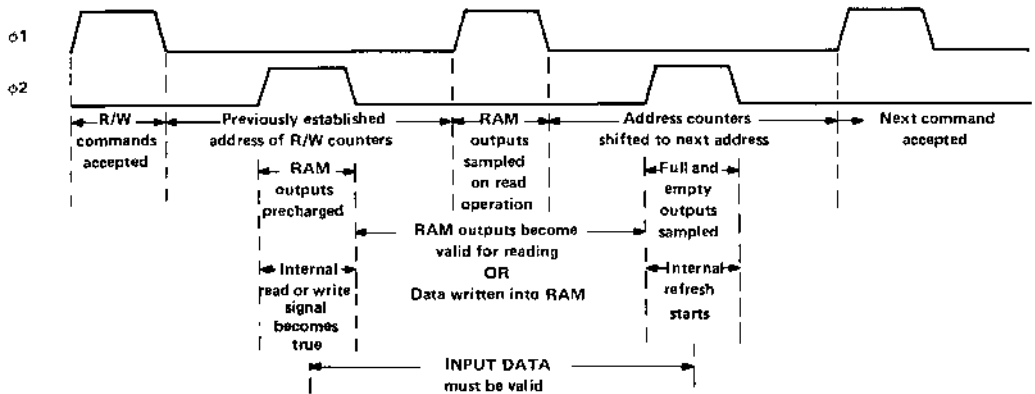 ϕ1
ϕ2
R/W
commands
accepted
Previously established
address of R/W counters
RAM
outputs
sampled
on read
operation
Address counters
shifted to next address
Next command
accepted
RAM
outputs
precharged
Full and
empty
outputs
sampled
RAM outputs become
valid for reading
OR
Data written into RAM
Internal
read or write
signal
becomes
true
Internal
refresh
starts
INPUT DATA
must be valid